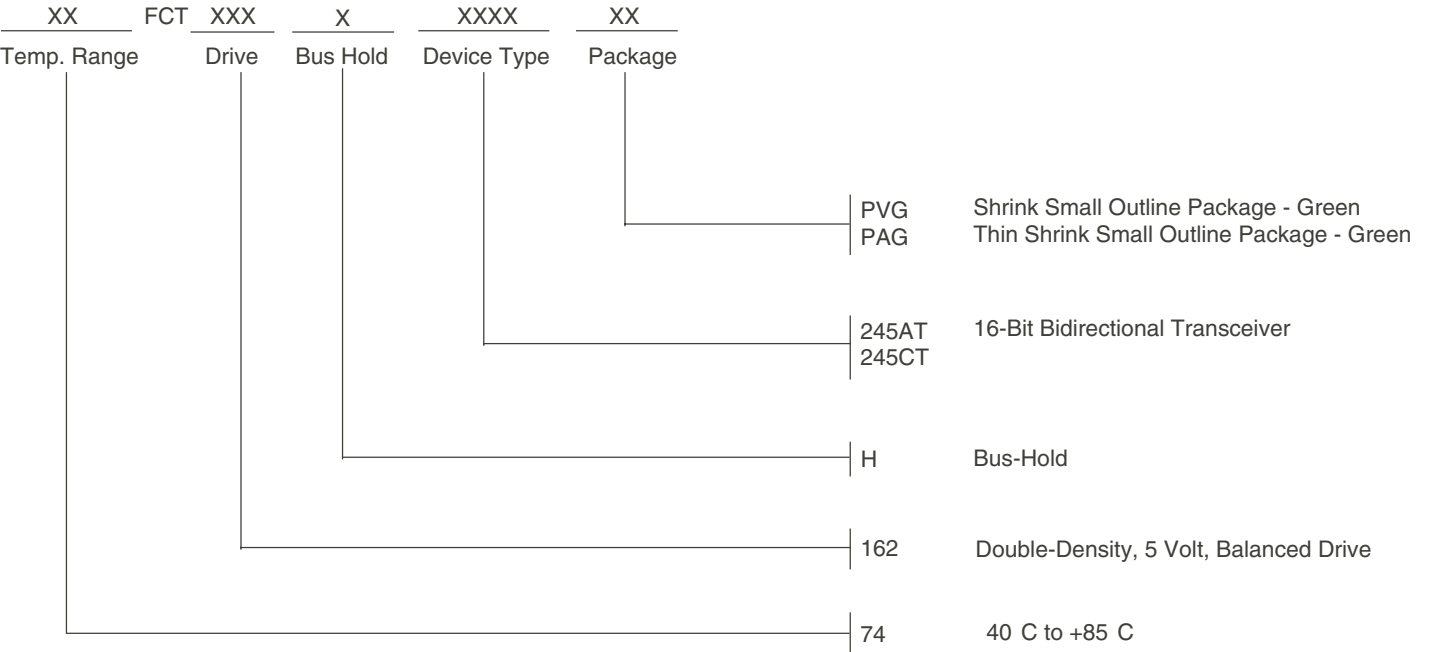 XX FCT XXX X XXXX XX
Temp. Range Drive Bus Hold Device Type Package
PVG Shrink Small Outline Package - Green
PAG Thin Shrink Small Outline Package - Green
245AT 16-Bit Bidirectional Transceiver
245CT
H Bus-Hold
162 Double-Density, 5 Volt, Balanced Drive
74 40 C to +85 C